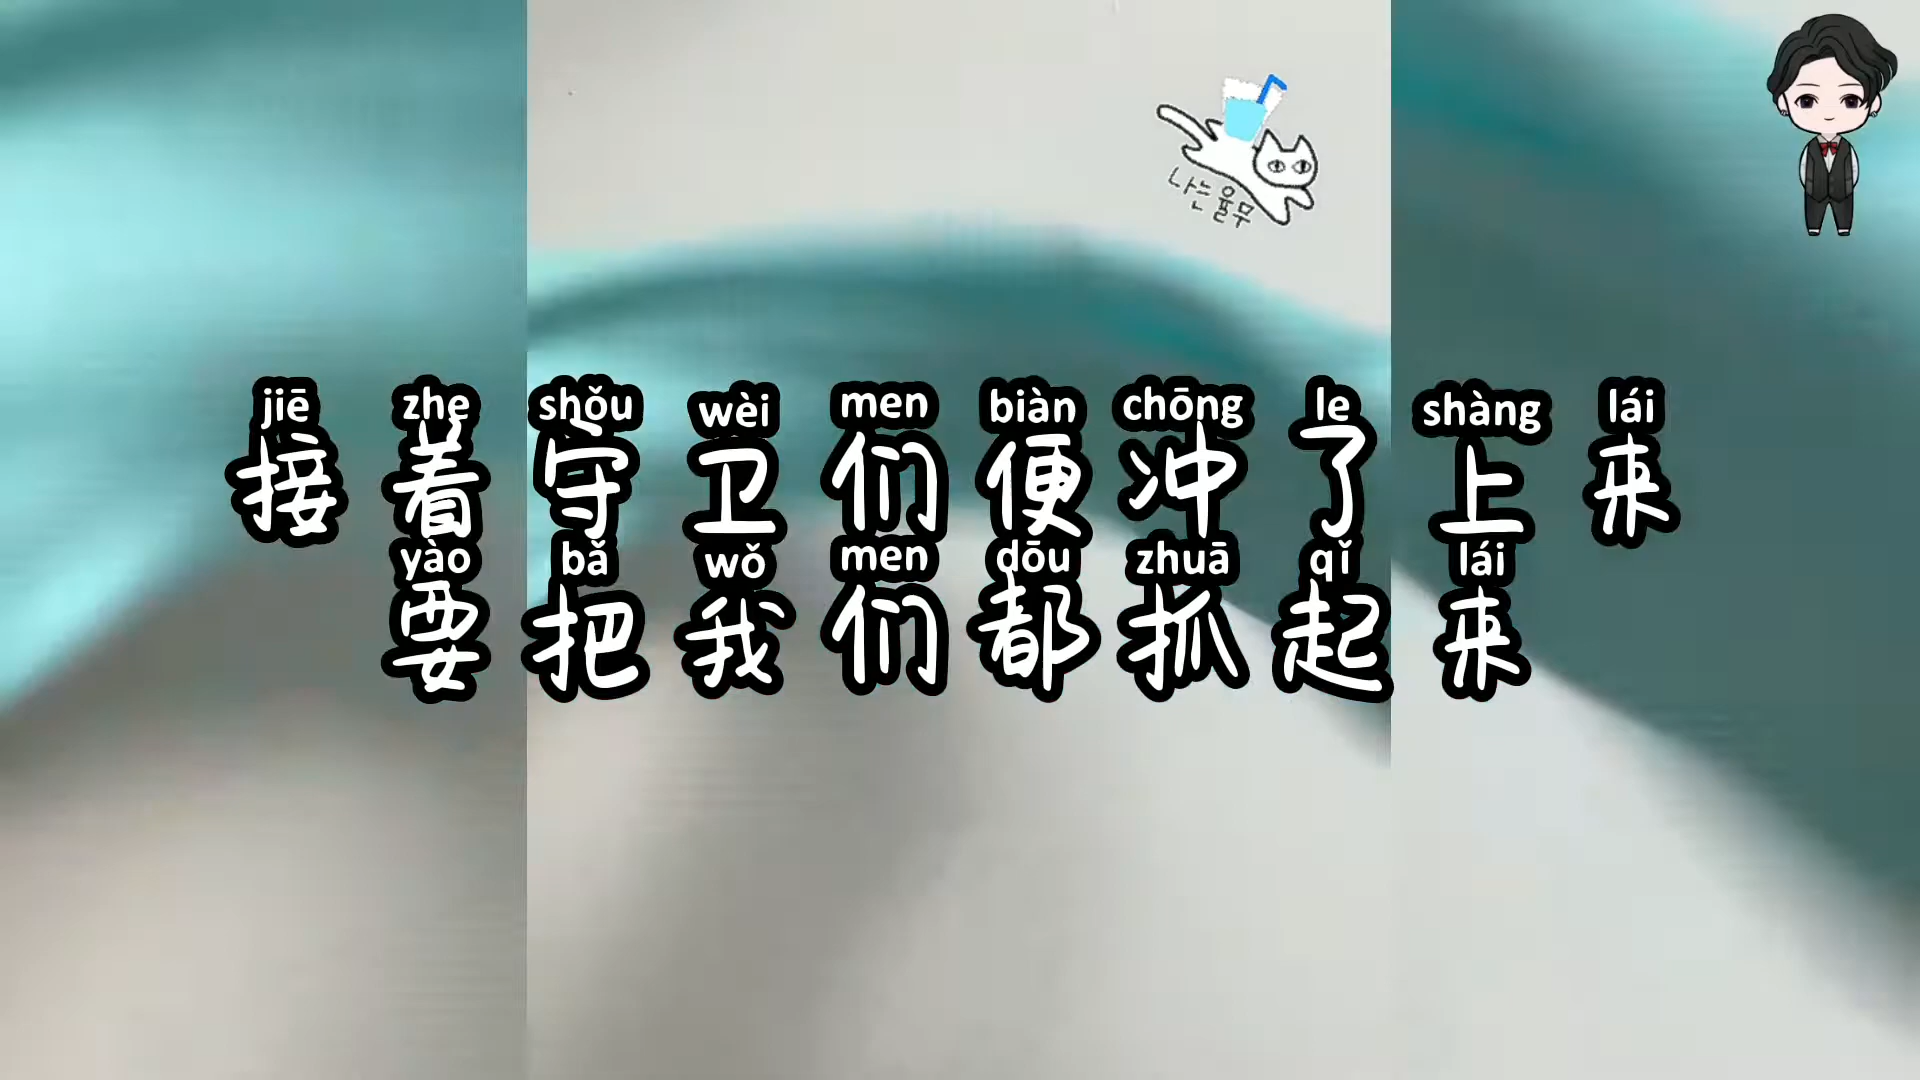 나는율무
jiē zhe shǒu wèi men biàn chōng le shàng lái
接着守卫们便冲了上来
yào bǎ wǒ men dōu zhuā qǐ lái
要把我们都抓起来